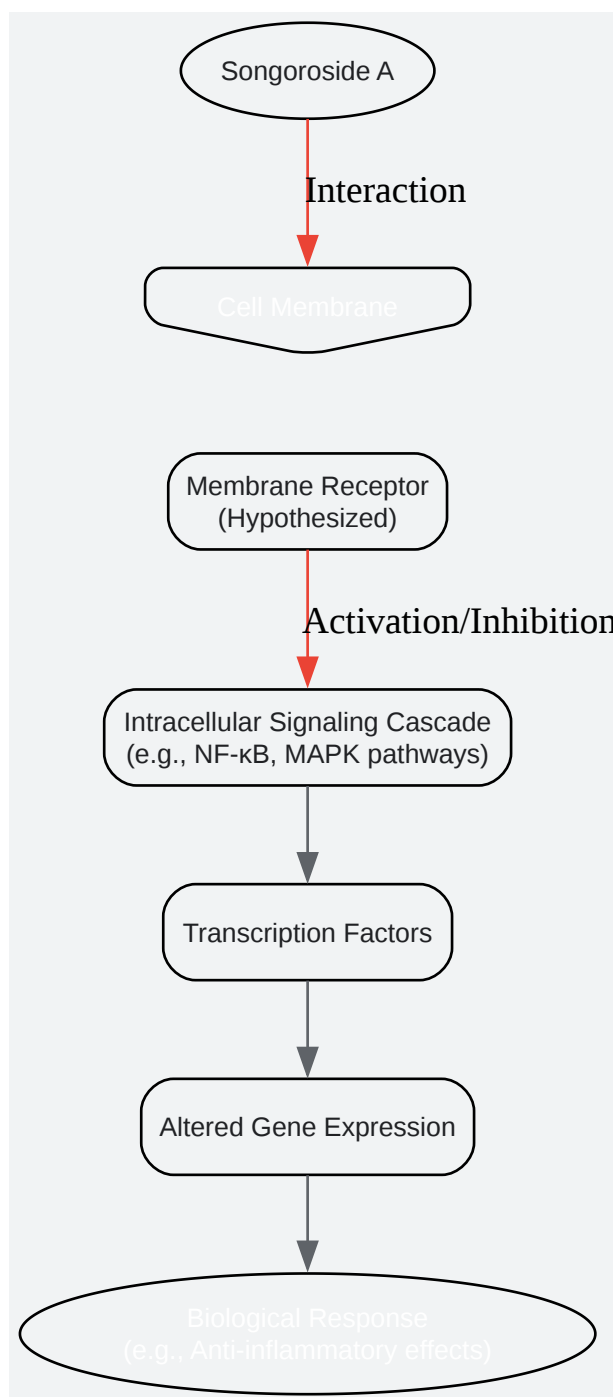 Songoroside A
Interaction
Cell Membrane
Membrane Receptor
(Hypothesized)
Activation/Inhibition
Intracellular Signaling Cascade
(e.g., NF-κB, MAPK pathways)
Transcription Factors
Altered Gene Expression
Biological Response
(e.g., Anti-inflammatory effects)